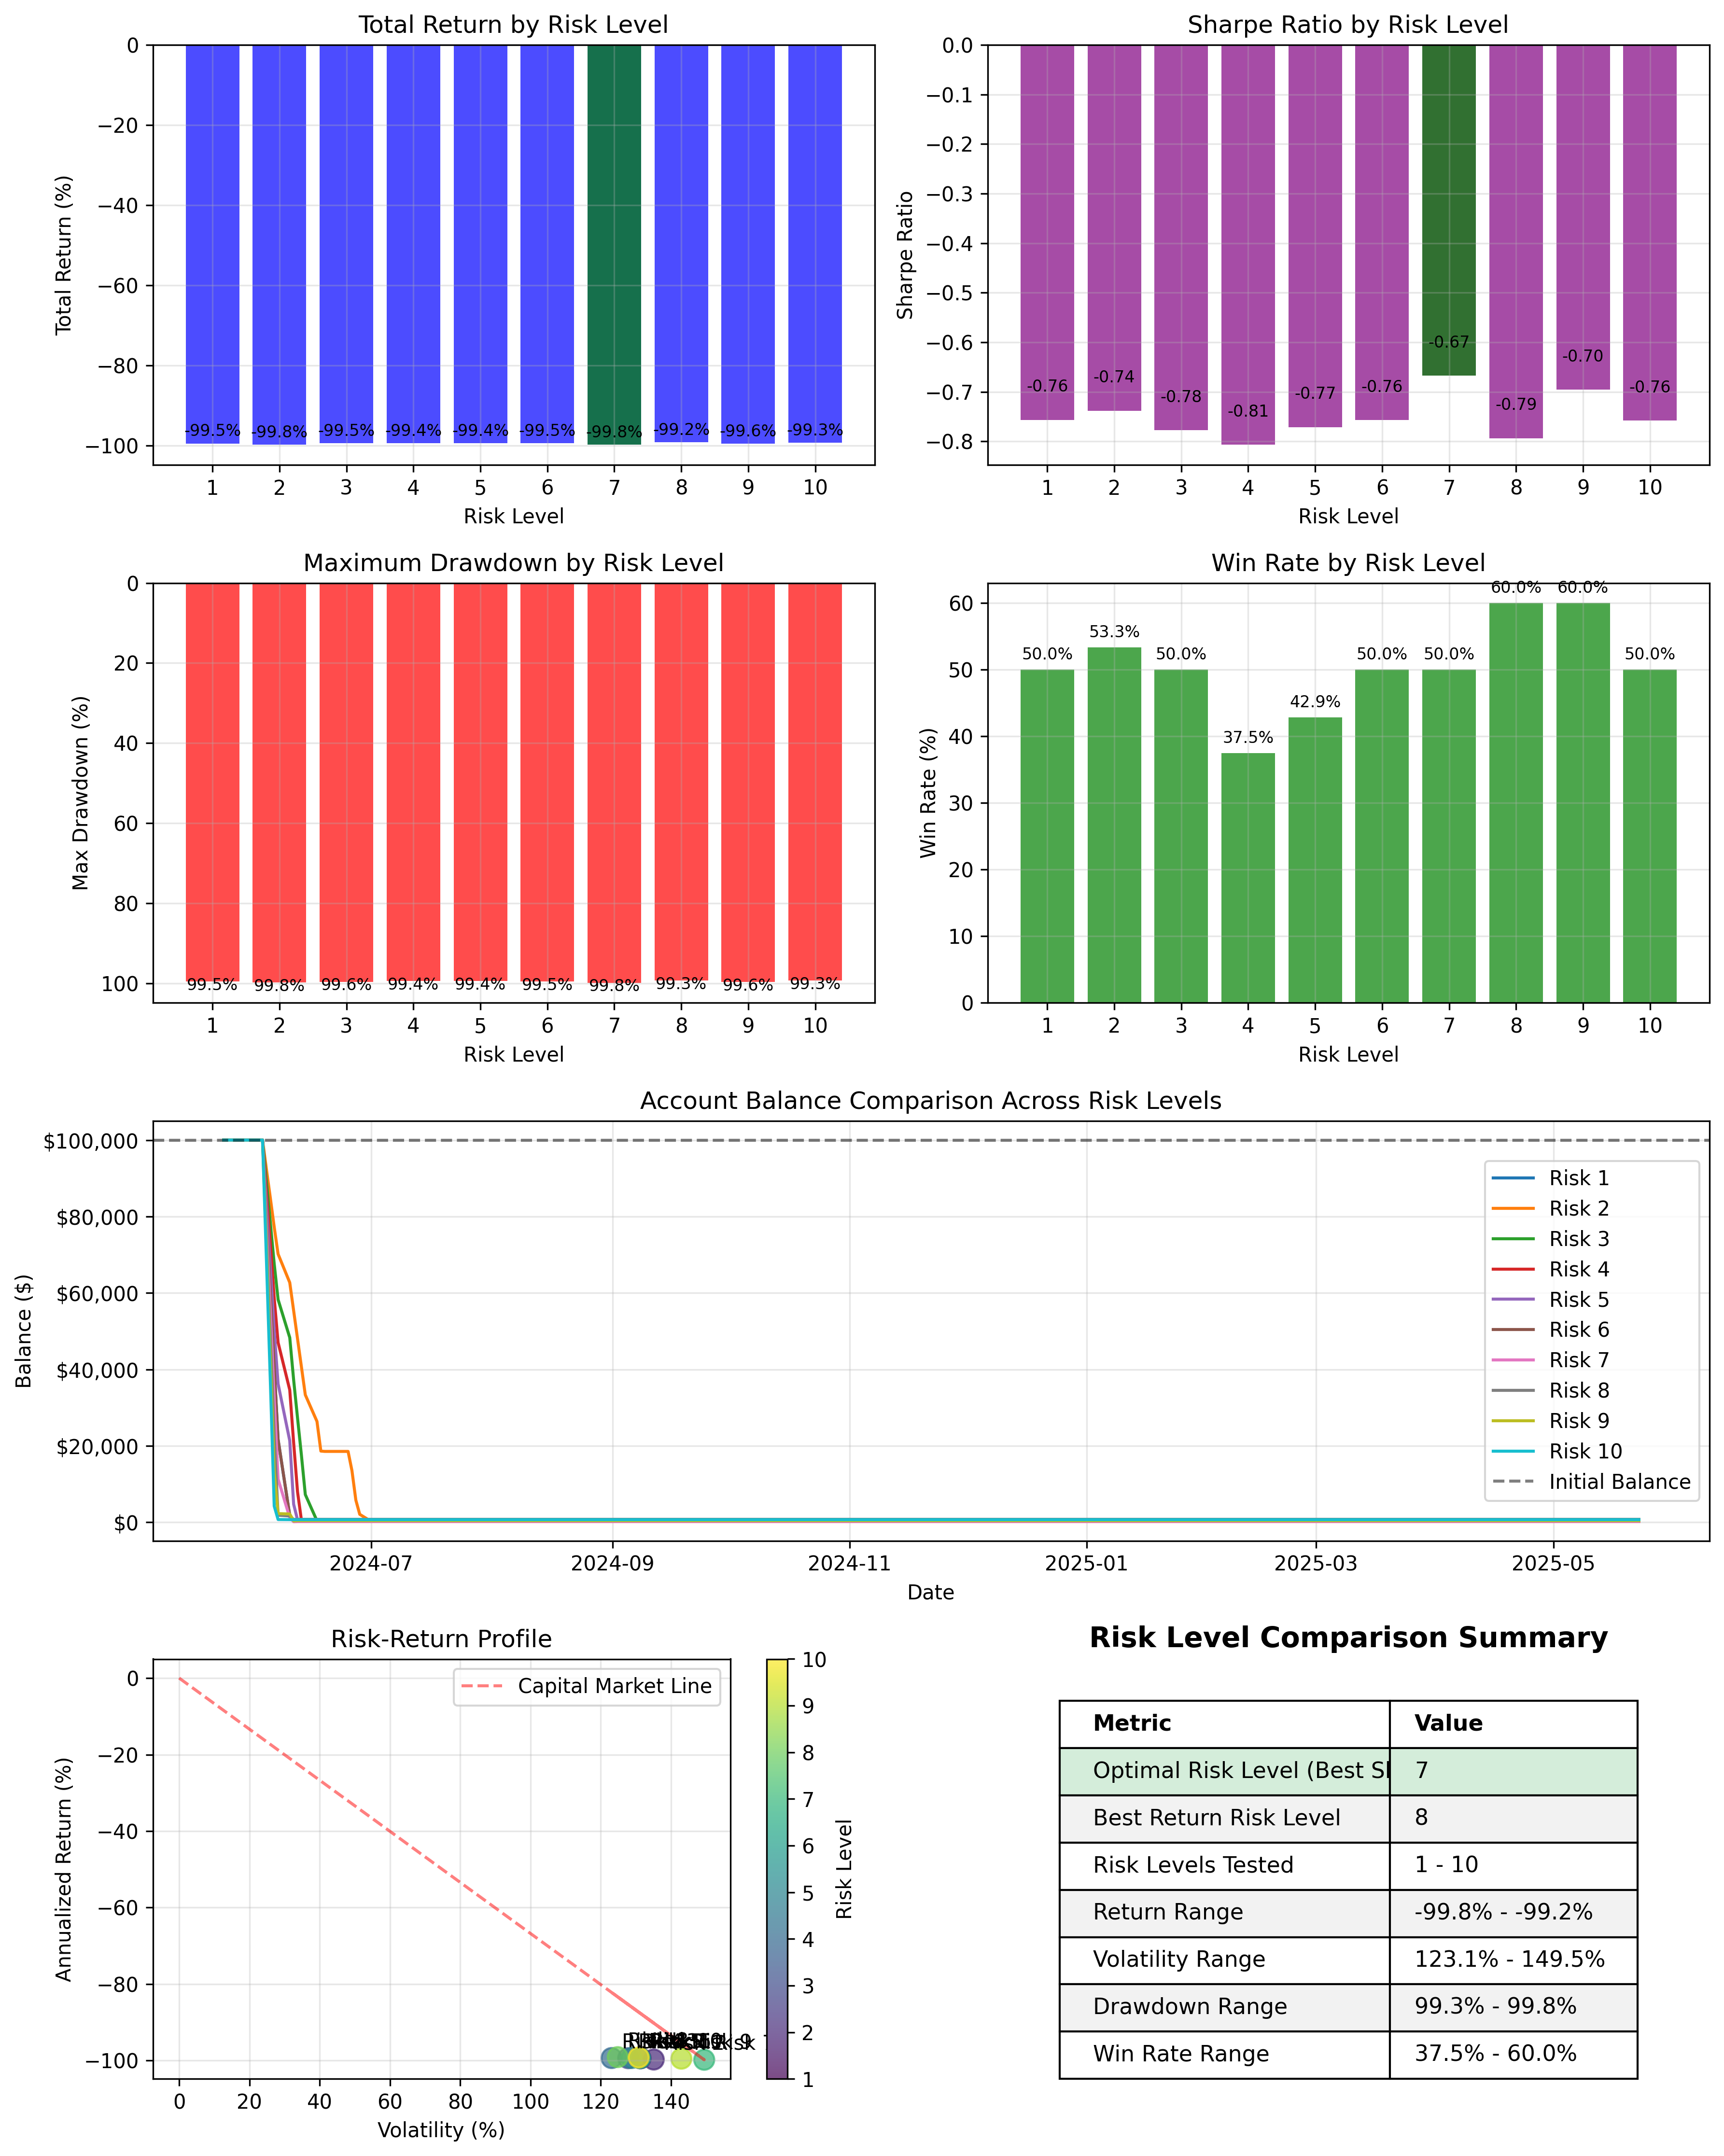 Total Return by Risk Level
Total Return (%)
0
−20
−40
−60
−80
−100
-99.5%
-99.8%
-99.5%
-99.4%
-99.4%
-99.5%
-99.8%
-99.2%
-99.6%
-99.3%
1 2 3 4 5 6 7 8 9 10
Risk Level
Sharpe Ratio by Risk Level
Sharpe Ratio
0.0
−0.1
−0.2
−0.3
−0.4
−0.5
−0.6
−0.7
−0.8
-0.76
-0.74
-0.78
-0.81
-0.77
-0.76
-0.67
-0.79
-0.70
-0.76
1 2 3 4 5 6 7 8 9 10
Risk Level
Maximum Drawdown by Risk Level
Max Drawdown (%)
0
20
40
60
80
100
99.5%
99.8%
99.6%
99.4%
99.4%
99.5%
99.8%
99.3%
99.6%
99.3%
1 2 3 4 5 6 7 8 9 10
Risk Level
Win Rate by Risk Level
Win Rate (%)
60
50
40
30
20
10
0
50.0%
53.3%
50.0%
37.5%
42.9%
50.0%
50.0%
60.0%
60.0%
50.0%
1 2 3 4 5 6 7 8 9 10
Risk Level
Account Balance Comparison Across Risk Levels
Balance ($)
$100,000
$80,000
$60,000
$40,000
$20,000
$0
Risk 1
Risk 2
Risk 3
Risk 4
Risk 5
Risk 6
Risk 7
Risk 8
Risk 9
Risk 10
Initial Balance
2024-07 2024-09 2024-11 2025-01 2025-03 2025-05
Date
Risk-Return Profile
Annualized Return (%)
0
−20
−40
−60
−80
−100
Capital Market Line
0 20 40 60 80 100 120 140
Volatility (%)
10
9
8
7
6
5
4
3
2
1
Risk Level
Risk Level Comparison Summary
Metric Value
Optimal Risk Level (Best 7
Best Return Risk Level 8
Risk Levels Tested 1 - 10
Return Range -99.8% - -99.2%
Volatility Range 123.1% - 149.5%
Drawdown Range 99.3% - 99.8%
Win Rate Range 37.5% - 60.0%